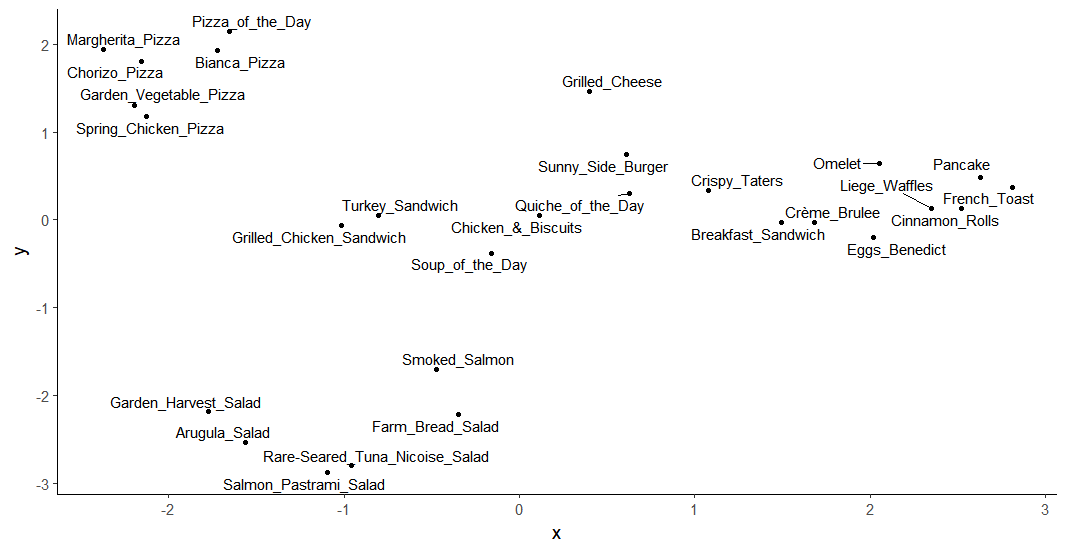 Pizza_of_the_Day
Margherita_Pizza
2
Bianca_Pizza
Chorizo_Pizza
Grilled_Cheese
Garden_Vegetable_Pizza
Spring_Chicken_Pizza
1
Sunny_Side_Burger
Omelet
Pancake
Crispy_Taters
Liege_Waffles
French_Toast
Turkey_Sandwich
Quiche_of_the_Day
Crème_Brulee
0
Cinnamon_Rolls
Chicken_&_Biscuits
Grilled_Chicken_Sandwich
Breakfast_Sandwich
y
Eggs_Benedict
Soup_of_the_Day
-1
Smoked_Salmon
-2
Garden_Harvest_Salad
Farm_Bread_Salad
Arugula_Salad
Rare-Seared_Tuna_Nicoise_Salad
-3
Salmon_Pastrami_Salad
-2 -1 0 1 2 3
x